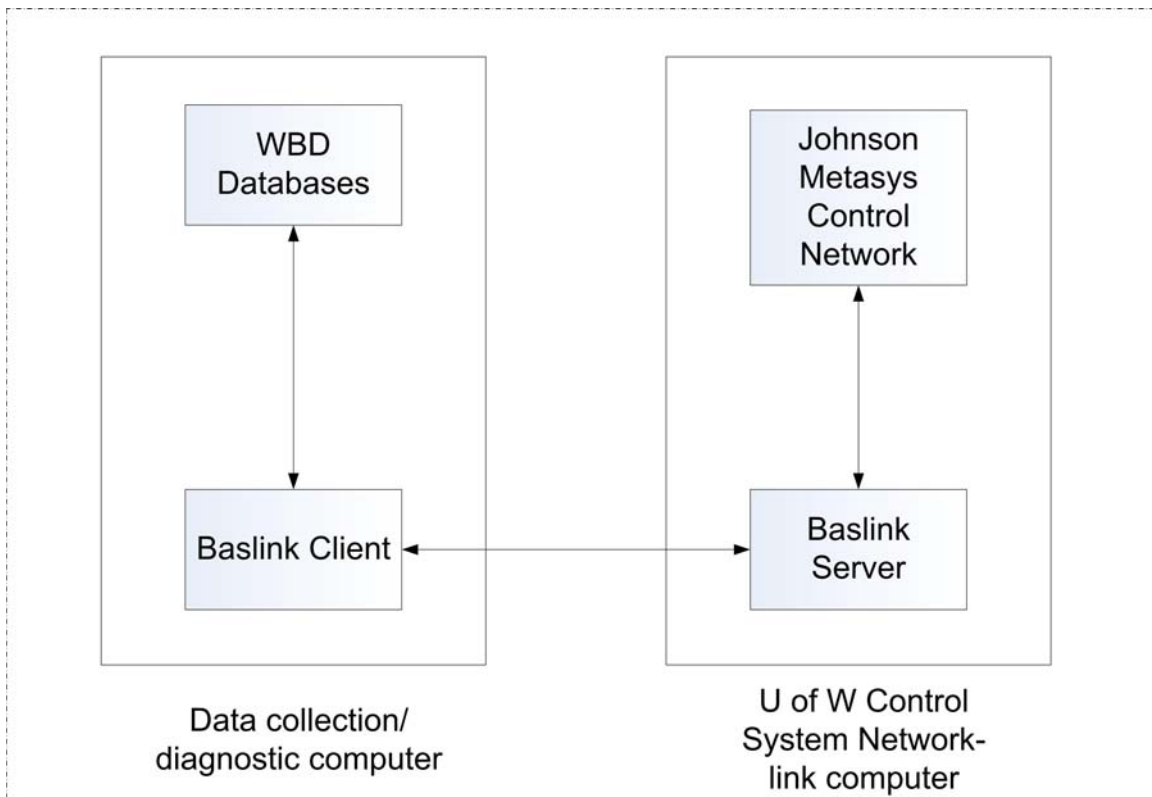 WBD
Databases
Johnson
Metasys
Control
Network
Baslink Client
Baslink
Server
Data collection/
diagnostic computer
U of W Control
System Network-
link computer